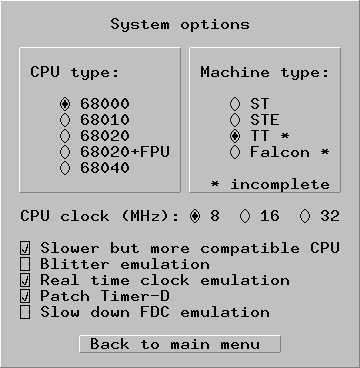 System options
CPU type:
68000
68010
68020
68020+FPU
68040
Machine type:
ST
STE
TT *
Falcon *
* incomplete
CPU clock (MHz): 8 16 32
Slower but more compatible CPU
Blitter emulation
Real time clock emulation
Patch Timer-D
Slow down FDC emulation
Back to main menu